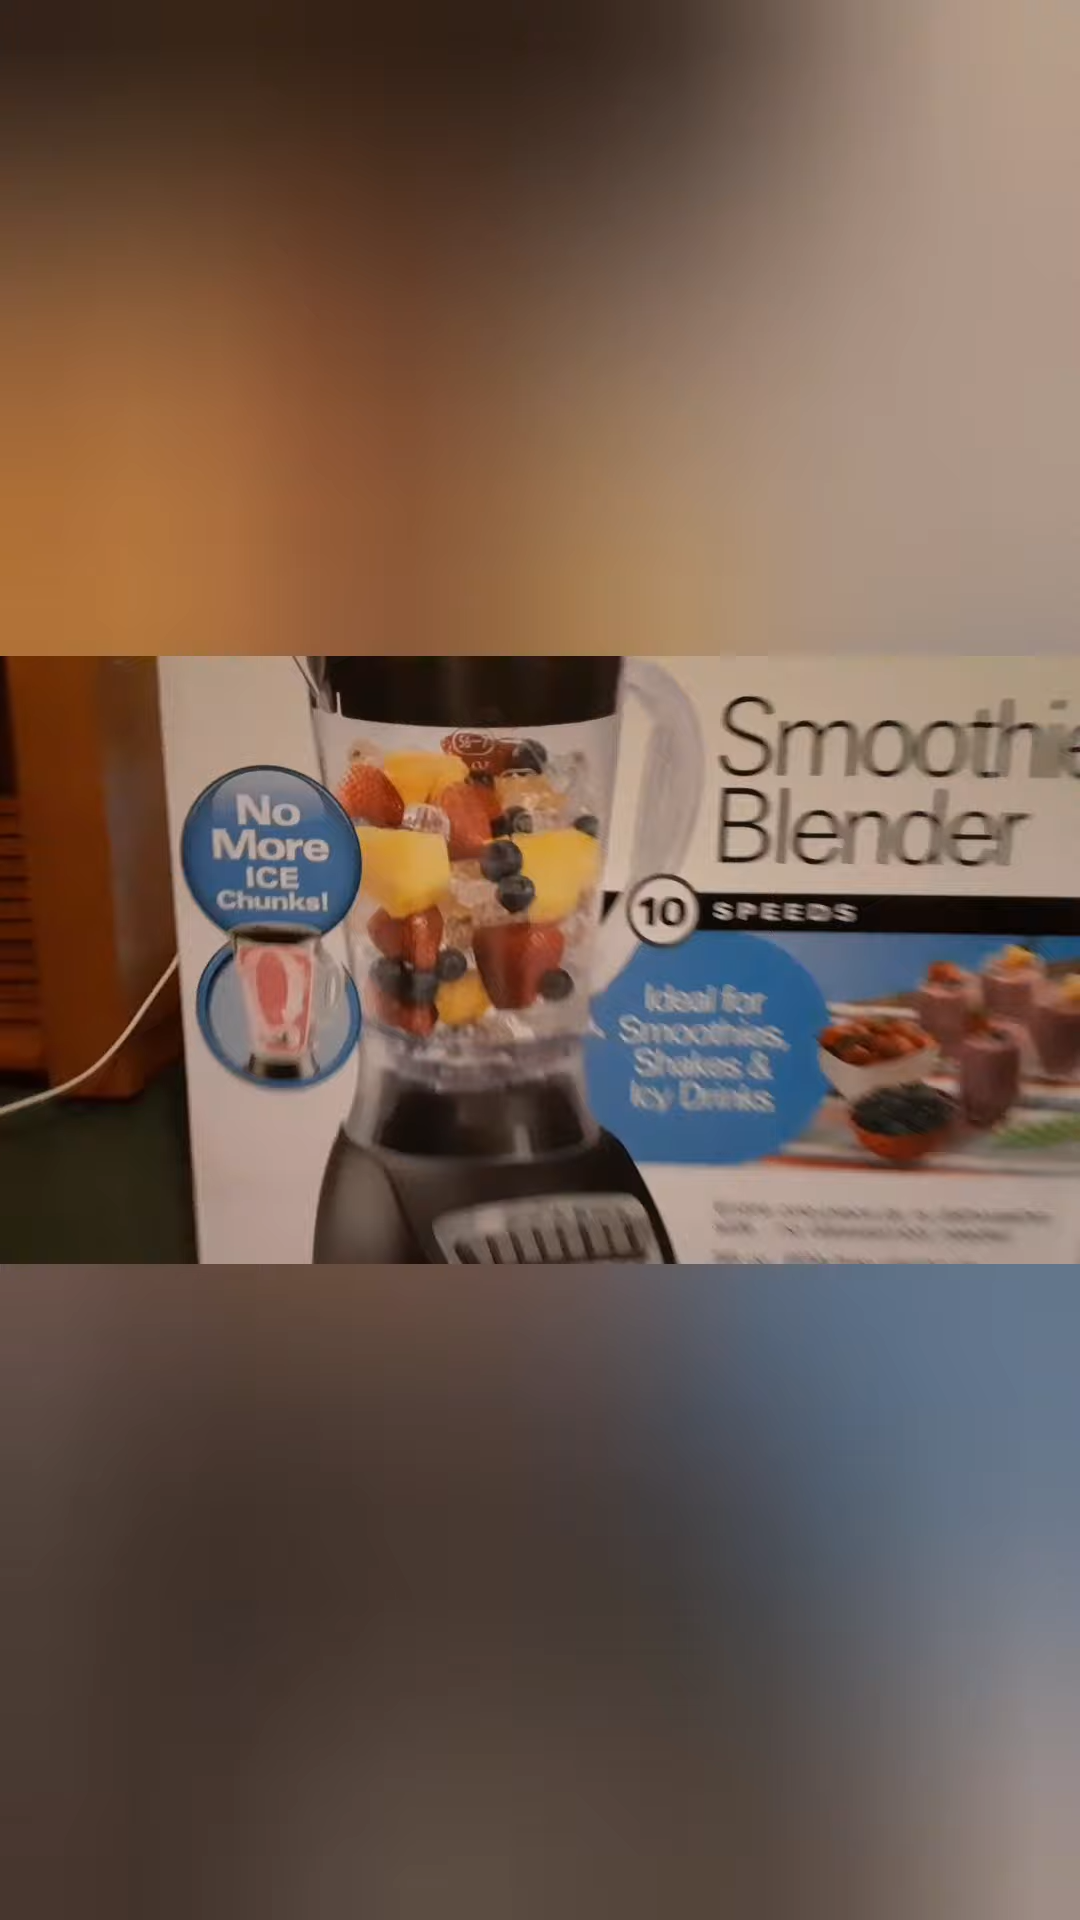 Smoothie
Blender
10 SPEEDS
No
More
ICE
Chunks!
Ideal for
Smoothies,
Shakes &
Icy Drinks